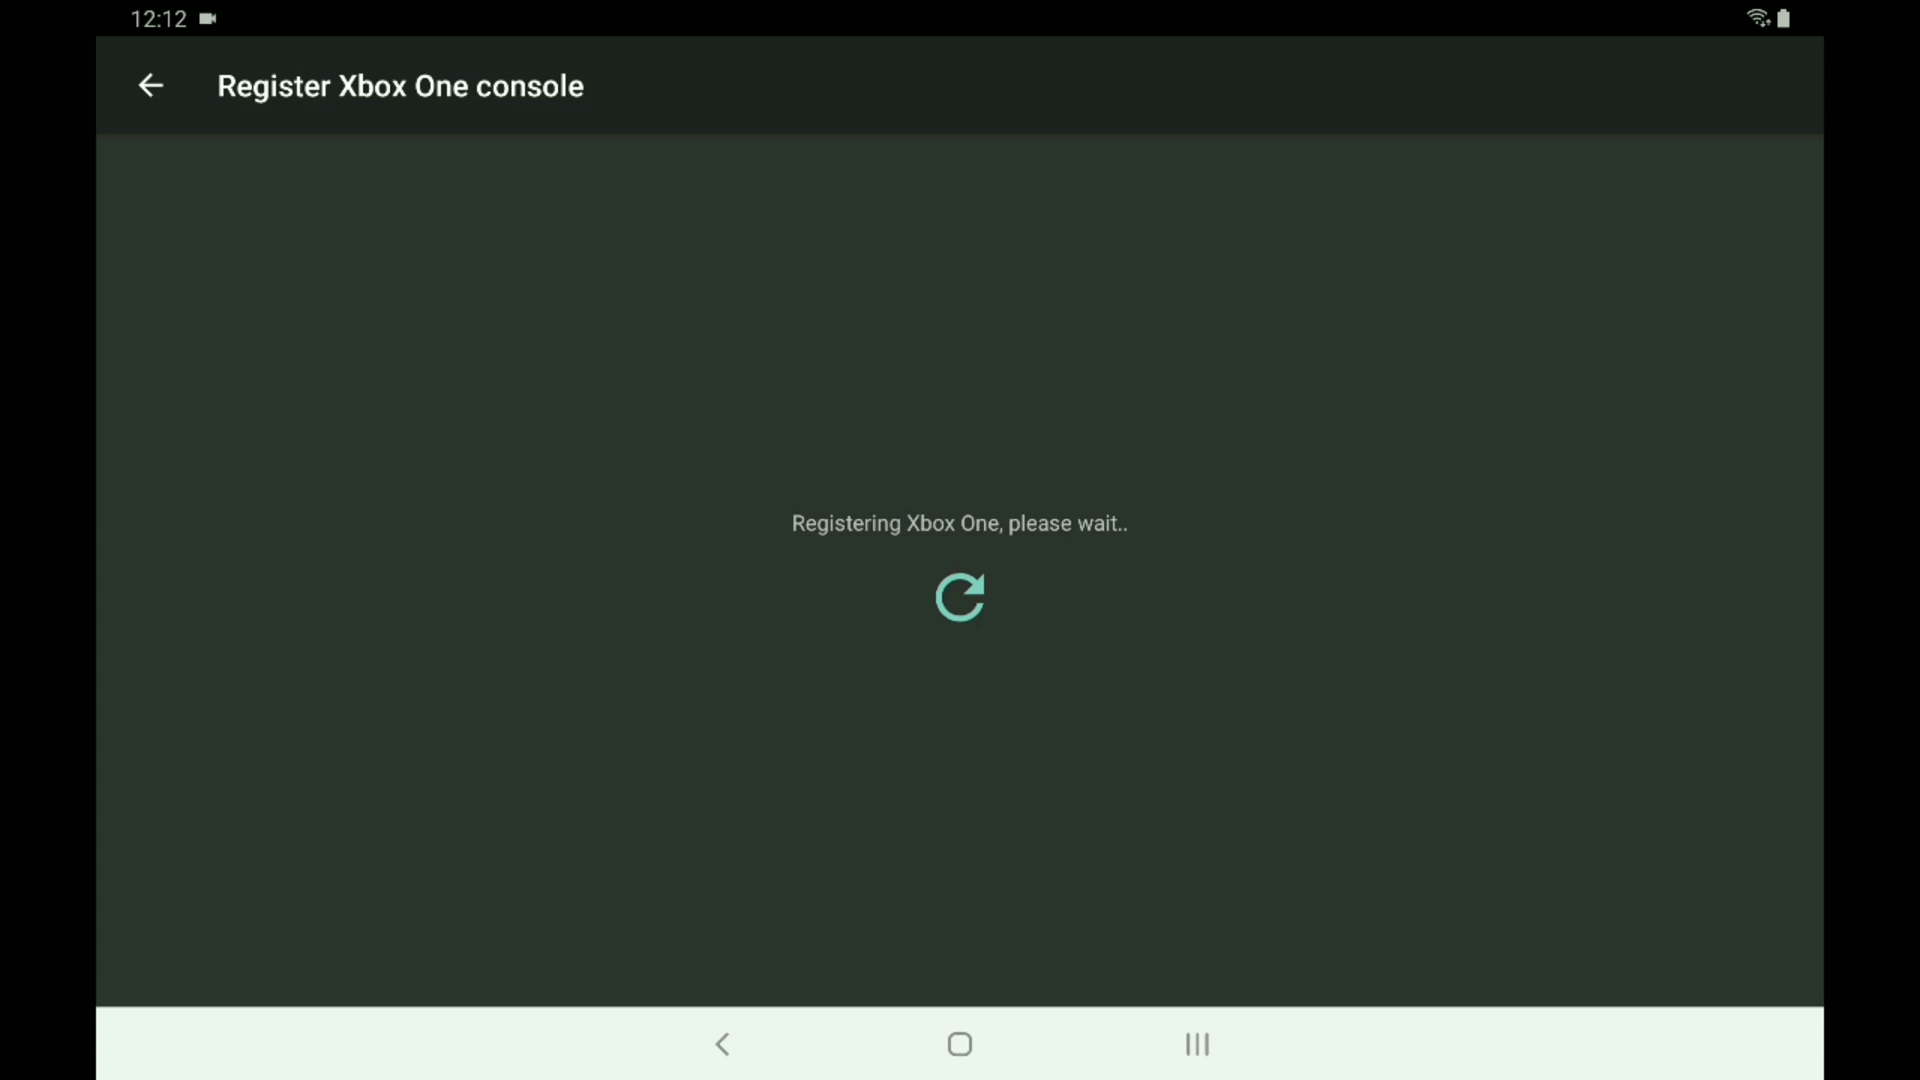 12:12
Register Xbox One console
Registering Xbox One, please wait..